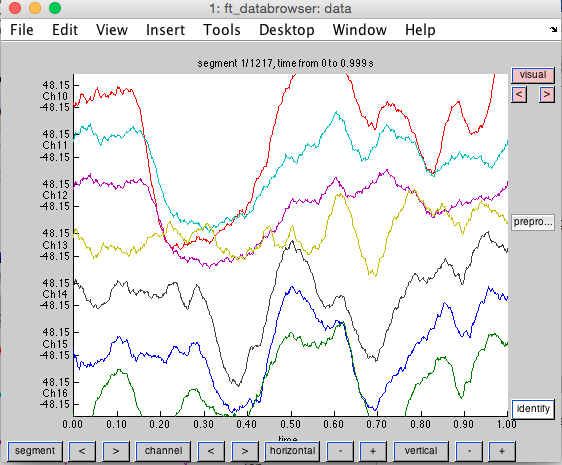 1: ft_databrowser: data
File Edit View Insert Tools Desktop Window Help
segment 1/1217, time from 0 to 0.999 s
visual
< >
48.15
Ch10
-48.15
48.15
Ch11
-48.15
48.15
Ch12
-48.15
48.15
Ch13
-48.15
48.15
Ch14
-48.15
48.15
Ch15
-48.15
48.15
Ch16
-48.15
prepro...
identify
0.00 0.10 0.20 0.30 0.40 0.50 0.60 0.70 0.80 0.90 1.00
time
segment < > channel < > horizontal - + vertical - +